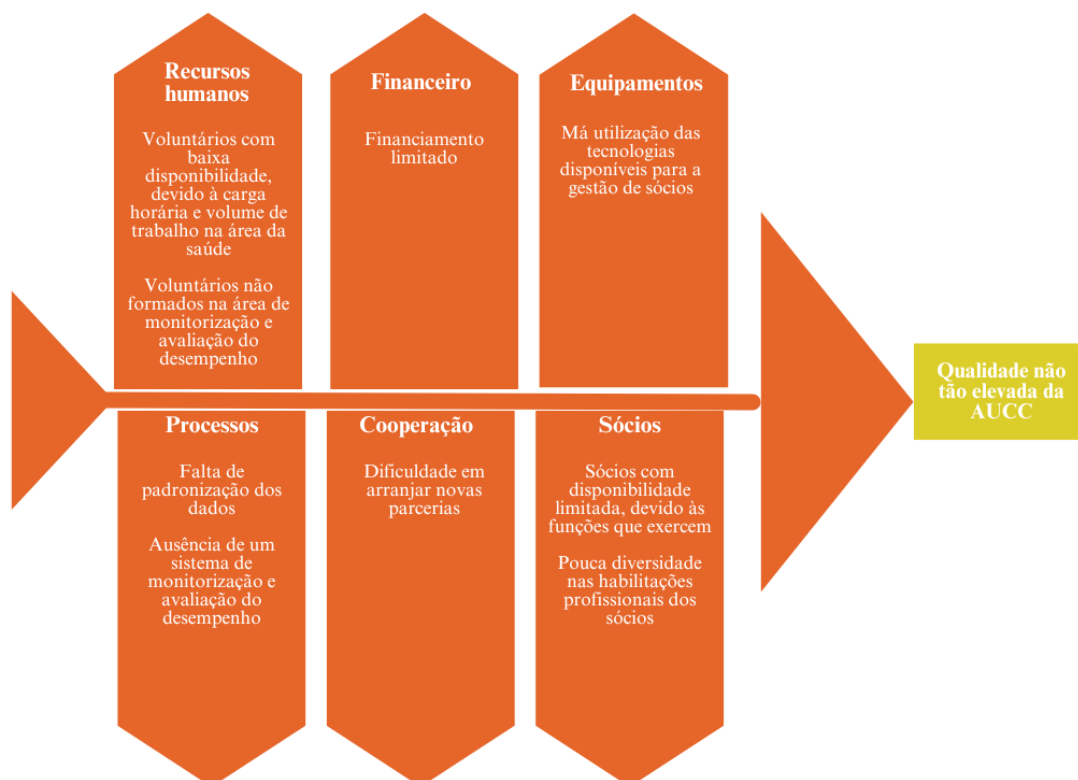 Recursos
humanos
Voluntários com
baixa
disponibilidade,
devido à carga
horária e volume de
trabalho na área da
saúde
Voluntários não
formados na área de
monitorização e
avaliação do
desempenho
Financeiro
Financiamento
limitado
Equipamentos
Má utilização das
tecnologias
disponíveis para a
gestão de sócios
Processos
Falta de
padronização dos
dados
Ausência de um
sistema de
monitorização e
avaliação do
desempenho
Cooperação
Dificuldade em
arranjar novas
parcerias
Sócios
Sócios com
disponibilidade
limitada, devido às
funções que exercem
Pouca diversidade
nas habilitações
profissionais dos
sócios
Qualidade não
tão elevada da
AUCC